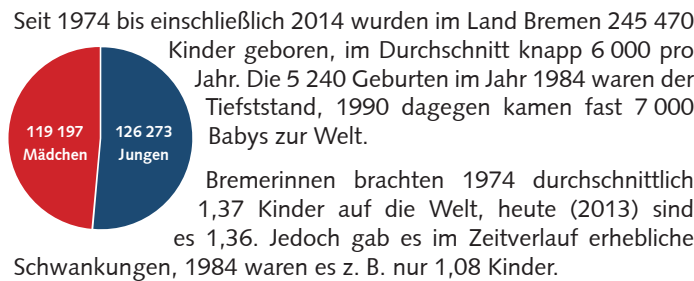 Seit 1974 bis einschließlich 2014 wurden im Land Bremen 245 470
Kinder geboren, im Durchschnitt knapp 6 000 pro
Jahr. Die 5 240 Geburten im Jahr 1984 waren der
Tiefststand, 1990 dagegen kamen fast 7 000
Babys zur Welt.
119 197
Mädchen
126 273
Jungen
Bremerinnen brachten 1974 durchschnittlich
1,37 Kinder auf die Welt, heute (2013) sind
es 1,36. Jedoch gab es im Zeitverlauf erhebliche
Schwankungen, 1984 waren es z. B. nur 1,08 Kinder.